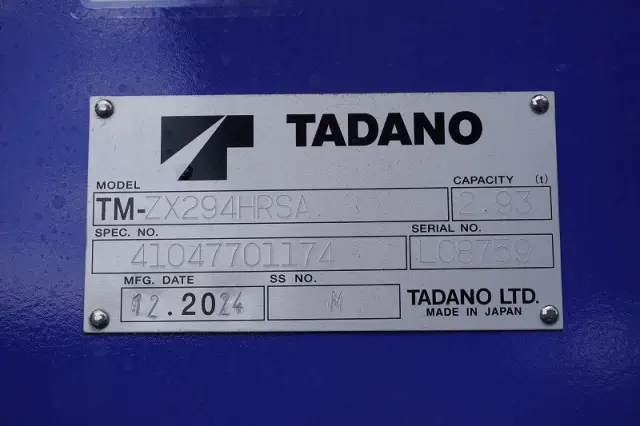 TADANO
MODEL CAPACITY (t)
TM-ZX294HRSA 2.93
SPEC. NO. SERIAL NO.
41047701174 LC8759
MFG. DATE SS NO.
12.2024 M TADANO LTD.
MADE IN JAPAN